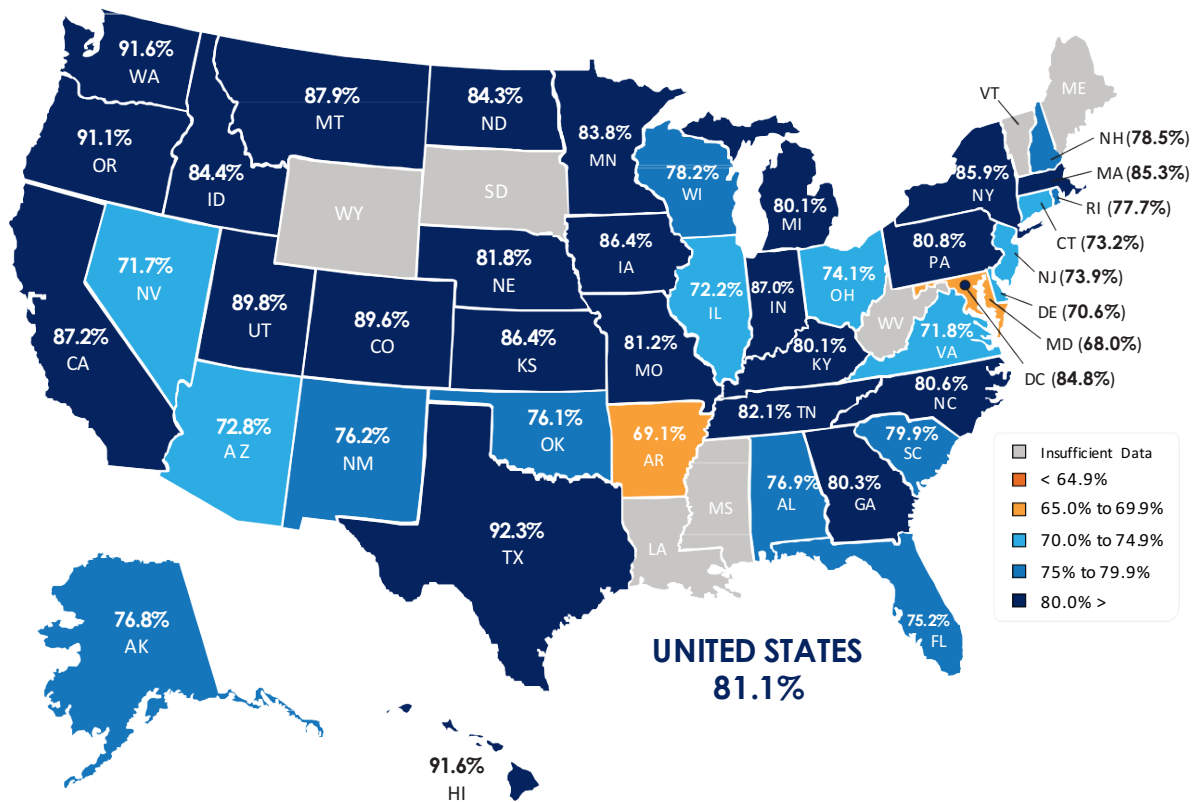 91.6%
WA
91.1%
OR
84.4%
ID
87.9%
MT
84.3%
ND
83.8%
MN
WY
SD
78.2%
WI
80.1%
MI
85.9%
NY
VT
ME
NH (78.5%)
MA (85.3%)
RI (77.7%)
CT (73.2%)
NJ (73.9%)
DE (70.6%)
MD (68.0%)
DC (84.8%)
87.2%
CA
71.7%
NV
89.8%
UT
89.6%
CO
81.8%
NE
86.4%
IA
86.4%
KS
81.2%
MO
72.2%
IL
87.0%
IN
74.1%
OH
80.8%
PA
WV
71.8%
VA
80.1%
KY
82.1% TN
80.6%
NC
79.9%
SC
72.8%
AZ
76.2%
NM
76.1%
OK
69.1%
AR
92.3%
TX
LA
MS
76.9%
AL
80.3%
GA
75.2%
FL
76.8%
AK
91.6%
HI
UNITED STATES
81.1%
Insufficient Data
< 64.9%
65.0% to 69.9%
70.0% to 74.9%
75% to 79.9%
80.0% >